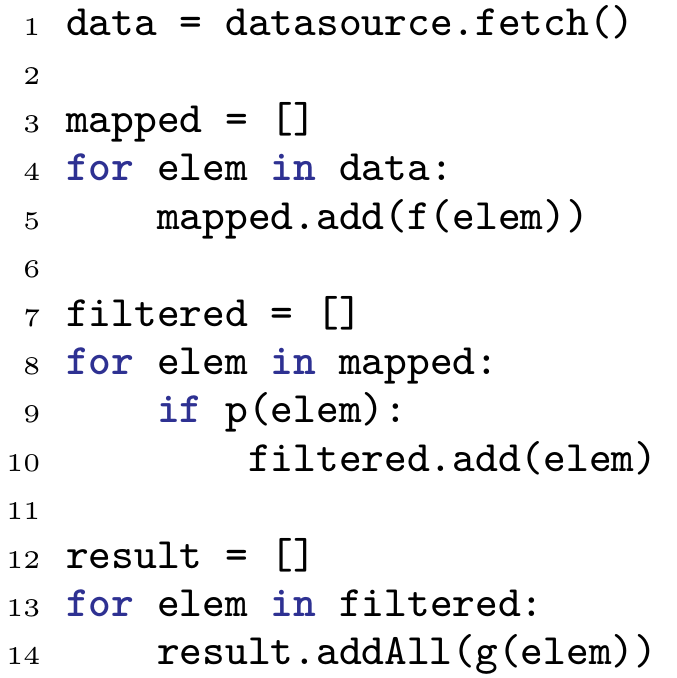 1 data = datasource.fetch()
2
3 mapped = []
4 for elem in data:
5     mapped.add(f(elem))
6
7 filtered = []
8 for elem in mapped:
9     if p(elem):
10         filtered.add(elem)
11
12 result = []
13 for elem in filtered:
14     result.addAll(g(elem))